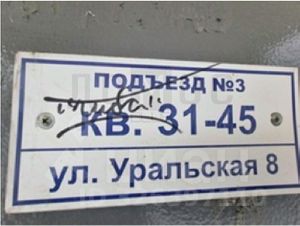 ПОДЪЕЗД №3
кв. 31-45
ул. Уральская 8